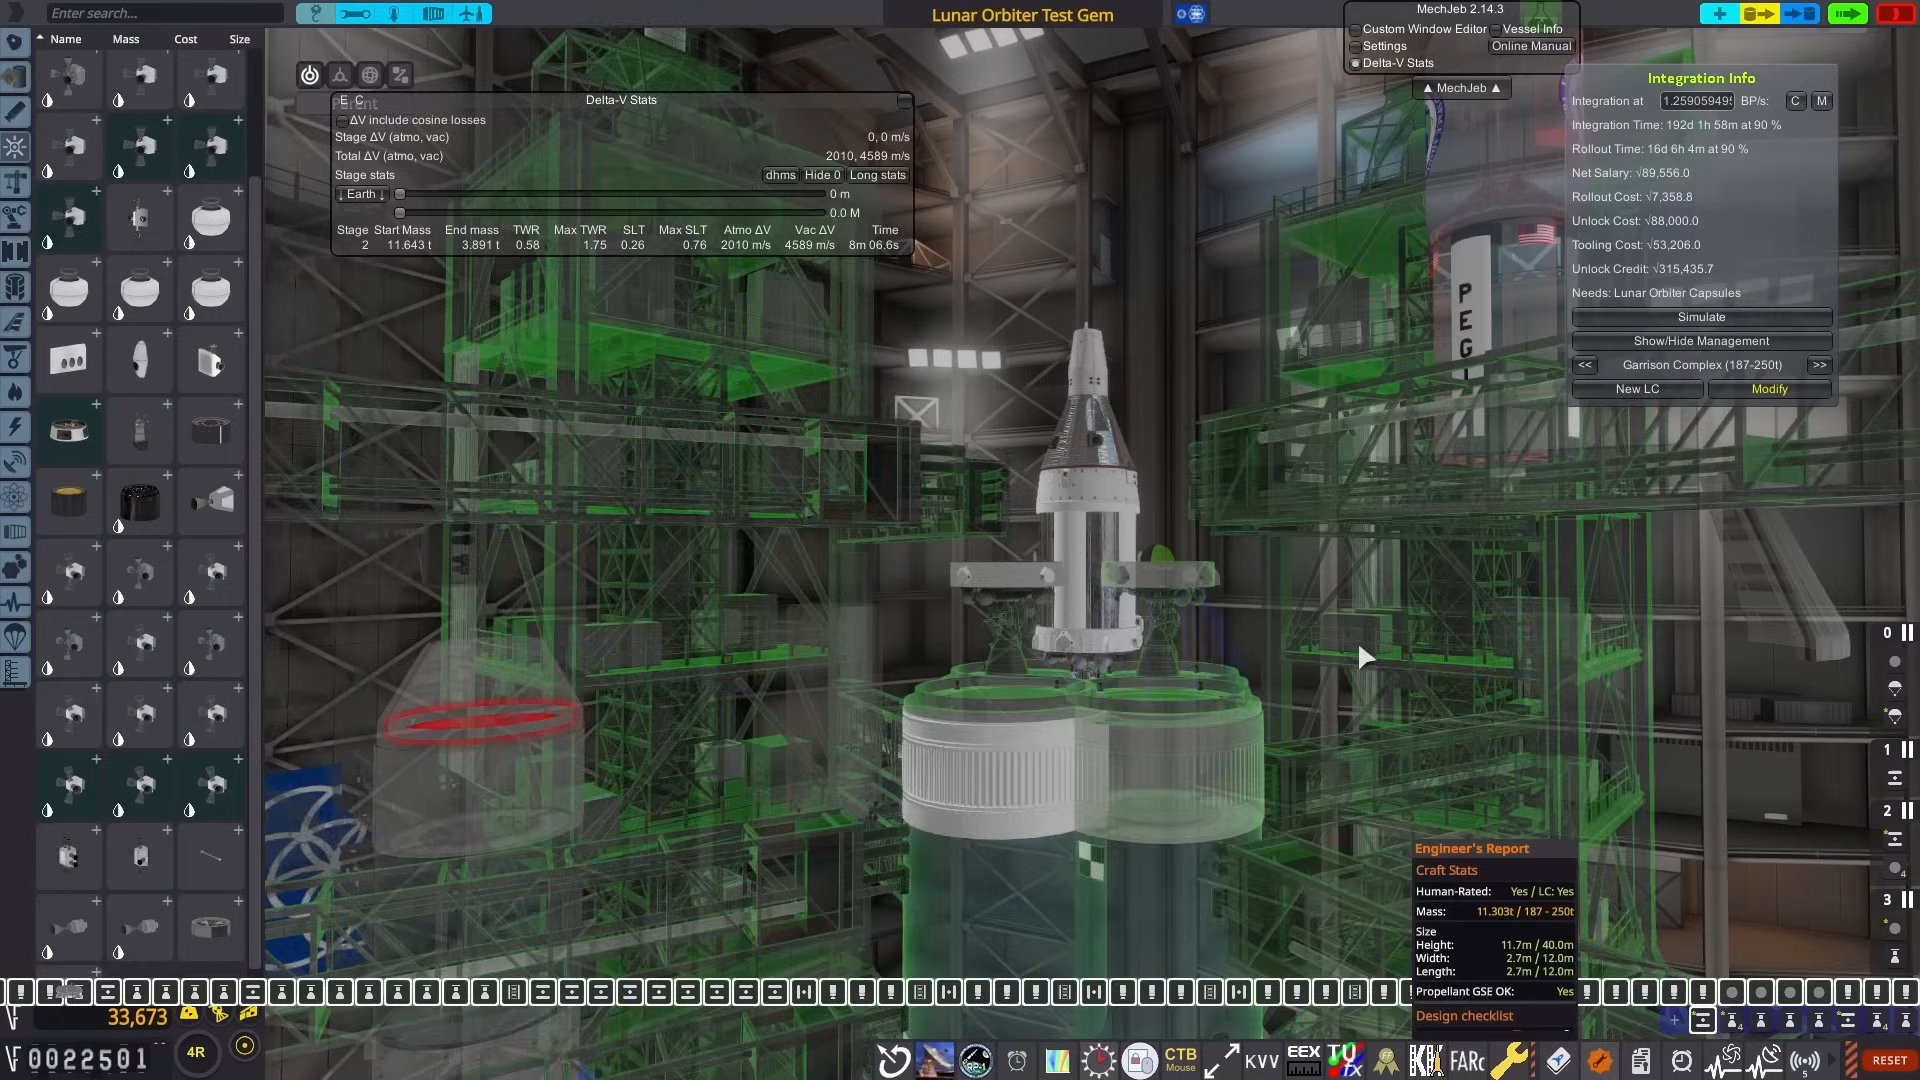 Enter search...
Lunar Orbiter Test Gem
MechJeb 2.14.3
Custom Window Editor
Vessel Info
Settings
Online Manual
Delta-V Stats
▲ MechJeb ▲
Name
Mass
Cost
Size
Parent
E C
Delta-V Stats
ΔV include cosine losses
Stage ΔV (atmo, vac)
0, 0 m/s
Total ΔV (atmo, vac)
2010, 4589 m/s
Stage stats
dhms
Hide 0
Long stats
↓ Earth ↓
0 m
0.0 M
Stage Start Mass End mass TWR Max TWR SLT Max SLT Atmo ΔV Vac ΔV Time
2 11.643 t 3.891 t 0.58 1.75 0.26 0.76 2010 m/s 4589 m/s 8m 06.6s
Integration Info
Integration at
BP/s:
C
M
Integration Time: 192d 1h 58m at 90 %
Rollout Time: 16d 6h 4m at 90 %
Net Salary: √89,556.0
Rollout Cost: √7,358.8
Unlock Cost: √88,000.0
Tooling Cost: √53,206.0
Unlock Credit: √315,435.7
Needs: Lunar Orbiter Capsules
Simulate
Show/Hide Management
<<
Garrison Complex (187-250t)
>>
New LC
Modify
PEG
0
1
2
4
3
Engineer's Report
Craft Stats
Human-Rated: Yes / LC: Yes
Mass: 11.303t / 187 - 250t
Size
Height: 11.7m / 40.0m
Width: 2.7m / 12.0m
Length: 2.7m / 12.0m
Propellant GSE OK: Yes
Design checklist
33,673
0022501
4R
RP-1
CTB
Mouse
KVV
EEX
FARc
RESET